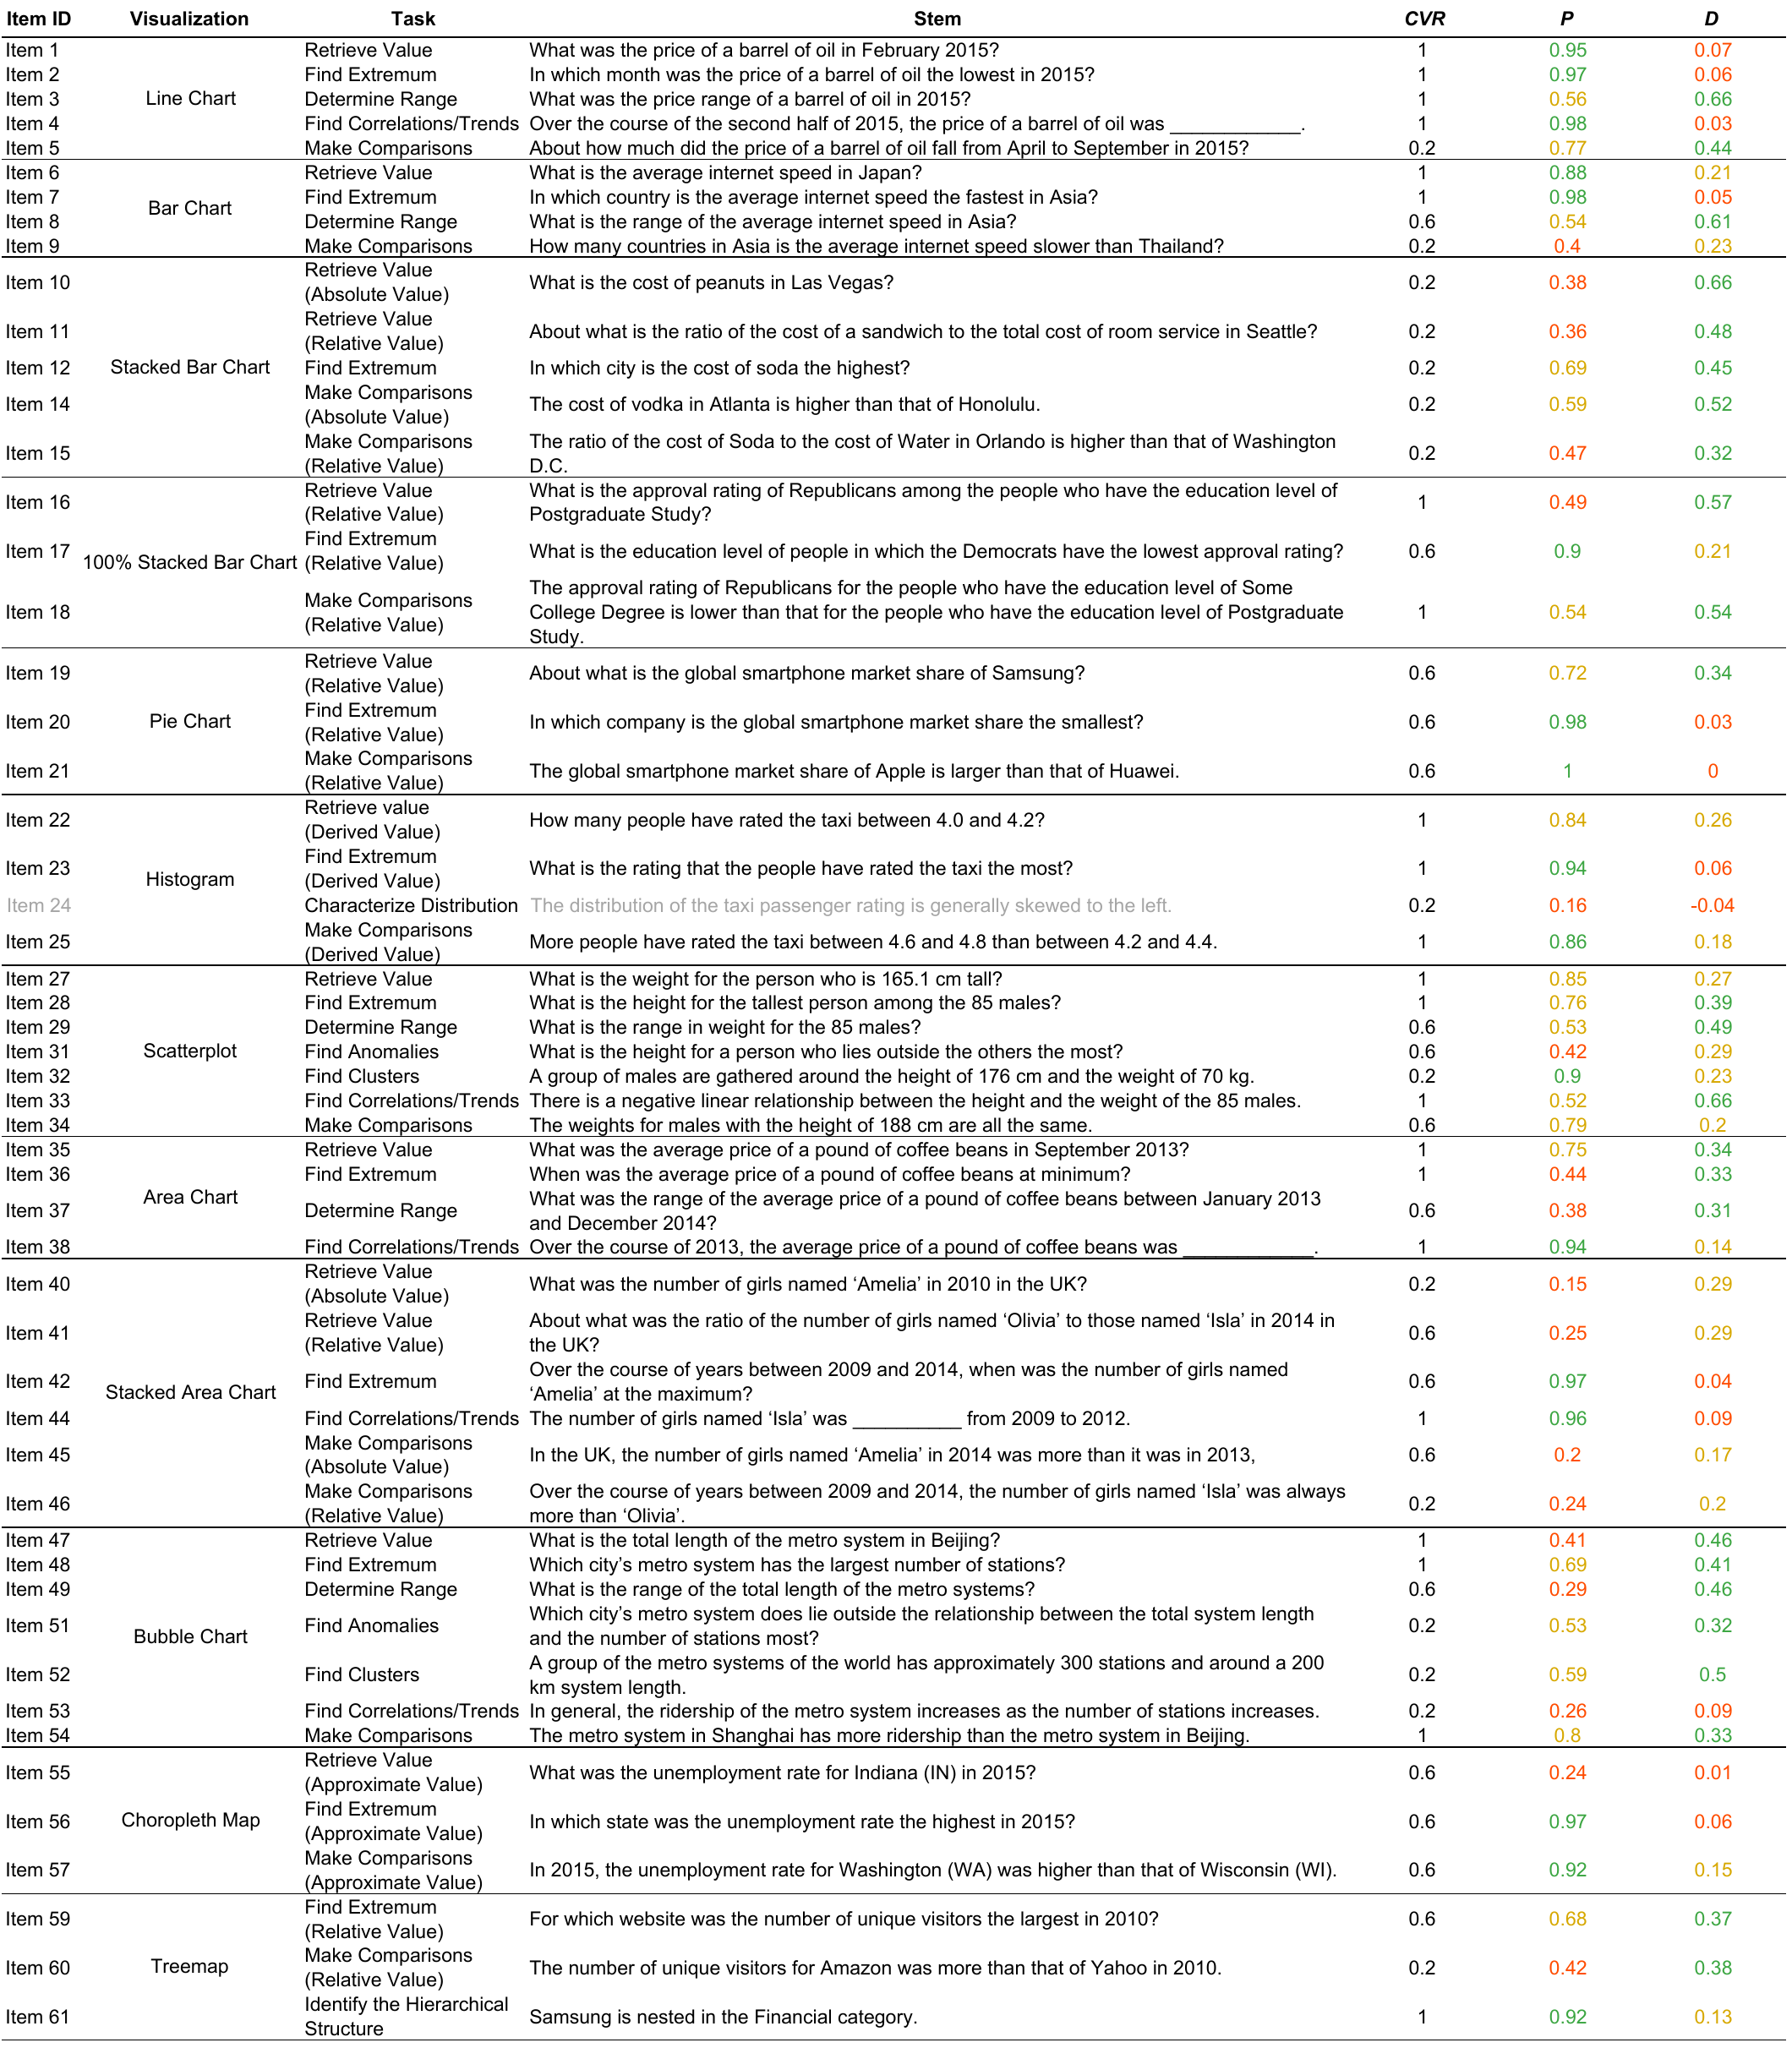 Item ID Visualization Task Stem CVR P D
Item 1 Retrieve Value What was the price of a barrel of oil in February 2015? 1 0.95 0.07
Item 2 Find Extremum In which month was the price of a barrel of oil the lowest in 2015? 1 0.97 0.06
Line Chart
Item 3 Determine Range What was the price range of a barrel of oil in 2015? 1 0.56 0.66
Item 4 Find Correlations/Trends Over the course of the second half of 2015, the price of a barrel of oil was ____________. 1 0.98 0.03
Item 5 Make Comparisons About how much did the price of a barrel of oil fall from April to September in 2015? 0.2 0.77 0.44
Item 6 Retrieve Value What is the average internet speed in Japan? 1 0.88 0.21
Item 7 Find Extremum In which country is the average internet speed the fastest in Asia? 1 0.98 0.05
Bar Chart
Item 8 Determine Range What is the range of the average internet speed in Asia? 0.6 0.54 0.61
Item 9 Make Comparisons How many countries in Asia is the average internet speed slower than Thailand? 0.2 0.4 0.23
Retrieve Value
Item 10 What is the cost of peanuts in Las Vegas? 0.2 0.38 0.66
(Absolute Value)
Retrieve Value
Item 11 About what is the ratio of the cost of a sandwich to the total cost of room service in Seattle? 0.2 0.36 0.48
(Relative Value)
Item 12 Stacked Bar Chart Find Extremum In which city is the cost of soda the highest? 0.2 0.69 0.45
Make Comparisons
Item 14 The cost of vodka in Atlanta is higher than that of Honolulu. 0.2 0.59 0.52
(Absolute Value)
Make Comparisons The ratio of the cost of Soda to the cost of Water in Orlando is higher than that of Washington
Item 15 0.2 0.47 0.32
(Relative Value) D.C.
Retrieve Value What is the approval rating of Republicans among the people who have the education level of
Item 16 1 0.49 0.57
(Relative Value) Postgraduate Study?
Find Extremum
Item 17 What is the education level of people in which the Democrats have the lowest approval rating? 0.6 0.9 0.21
100% Stacked Bar Chart (Relative Value)
The approval rating of Republicans for the people who have the education level of Some
Make Comparisons
Item 18 College Degree is lower than that for the people who have the education level of Postgraduate 1 0.54 0.54
(Relative Value)
Study.
Retrieve Value
Item 19 About what is the global smartphone market share of Samsung? 0.6 0.72 0.34
(Relative Value)
Find Extremum
Item 20 Pie Chart In which company is the global smartphone market share the smallest? 0.6 0.98 0.03
(Relative Value)
Make Comparisons
Item 21 The global smartphone market share of Apple is larger than that of Huawei. 0.6 1 0
(Relative Value)
Retrieve value
Item 22 How many people have rated the taxi between 4.0 and 4.2? 1 0.84 0.26
(Derived Value)
Find Extremum
Item 23 What is the rating that the people have rated the taxi the most? 1 0.94 0.06
Histogram (Derived Value)
Item 24 Characterize Distribution The distribution of the taxi passenger rating is generally skewed to the left. 0.2 0.16 -0.04
Make Comparisons
Item 25 More people have rated the taxi between 4.6 and 4.8 than between 4.2 and 4.4. 1 0.86 0.18
(Derived Value)
Item 27 Retrieve Value What is the weight for the person who is 165.1 cm tall? 1 0.85 0.27
Item 28 Find Extremum What is the height for the tallest person among the 85 males? 1 0.76 0.39
Item 29 Determine Range What is the range in weight for the 85 males? 0.6 0.53 0.49
Item 31 Scatterplot Find Anomalies What is the height for a person who lies outside the others the most? 0.6 0.42 0.29
Item 32 Find Clusters A group of males are gathered around the height of 176 cm and the weight of 70 kg. 0.2 0.9 0.23
Item 33 Find Correlations/Trends There is a negative linear relationship between the height and the weight of the 85 males. 1 0.52 0.66
Item 34 Make Comparisons The weights for males with the height of 188 cm are all the same. 0.6 0.79 0.2
Item 35 Retrieve Value What was the average price of a pound of coffee beans in September 2013? 1 0.75 0.34
Item 36 Find Extremum When was the average price of a pound of coffee beans at minimum? 1 0.44 0.33
Area Chart What was the range of the average price of a pound of coffee beans between January 2013
Item 37 Determine Range 0.6 0.38 0.31
and December 2014?
Item 38 Find Correlations/Trends Over the course of 2013, the average price of a pound of coffee beans was ____________. 1 0.94 0.14
Retrieve Value
Item 40 What was the number of girls named ‘Amelia’ in 2010 in the UK? 0.2 0.15 0.29
(Absolute Value)
Retrieve Value About what was the ratio of the number of girls named ‘Olivia’ to those named ‘Isla’ in 2014 in
Item 41 0.6 0.25 0.29
(Relative Value) the UK?
Over the course of years between 2009 and 2014, when was the number of girls named
Item 42 Find Extremum 0.6 0.97 0.04
Stacked Area Chart ‘Amelia’ at the maximum?
Item 44 Find Correlations/Trends The number of girls named ‘Isla’ was __________ from 2009 to 2012. 1 0.96 0.09
Make Comparisons
Item 45 In the UK, the number of girls named ‘Amelia’ in 2014 was more than it was in 2013, 0.6 0.2 0.17
(Absolute Value)
Make Comparisons Over the course of years between 2009 and 2014, the number of girls named ‘Isla’ was always
Item 46 0.2 0.24 0.2
(Relative Value) more than ‘Olivia’.
Item 47 Retrieve Value What is the total length of the metro system in Beijing? 1 0.41 0.46
Item 48 Find Extremum Which city’s metro system has the largest number of stations? 1 0.69 0.41
Item 49 Determine Range What is the range of the total length of the metro systems? 0.6 0.29 0.46
Which city’s metro system does lie outside the relationship between the total system length
Item 51 Find Anomalies 0.2 0.53 0.32
Bubble Chart and the number of stations most?
A group of the metro systems of the world has approximately 300 stations and around a 200
Item 52 Find Clusters 0.2 0.59 0.5
km system length.
Item 53 Find Correlations/Trends In general, the ridership of the metro system increases as the number of stations increases. 0.2 0.26 0.09
Item 54 Make Comparisons The metro system in Shanghai has more ridership than the metro system in Beijing. 1 0.8 0.33
Retrieve Value
Item 55 What was the unemployment rate for Indiana (IN) in 2015? 0.6 0.24 0.01
(Approximate Value)
Find Extremum
Item 56 Choropleth Map In which state was the unemployment rate the highest in 2015? 0.6 0.97 0.06
(Approximate Value)
Make Comparisons
Item 57 In 2015, the unemployment rate for Washington (WA) was higher than that of Wisconsin (WI). 0.6 0.92 0.15
(Approximate Value)
Find Extremum
Item 59 For which website was the number of unique visitors the largest in 2010? 0.6 0.68 0.37
(Relative Value)
Make Comparisons
Item 60 Treemap The number of unique visitors for Amazon was more than that of Yahoo in 2010. 0.2 0.42 0.38
(Relative Value)
Identify the Hierarchical
Item 61 Samsung is nested in the Financial category. 1 0.92 0.13
Structure